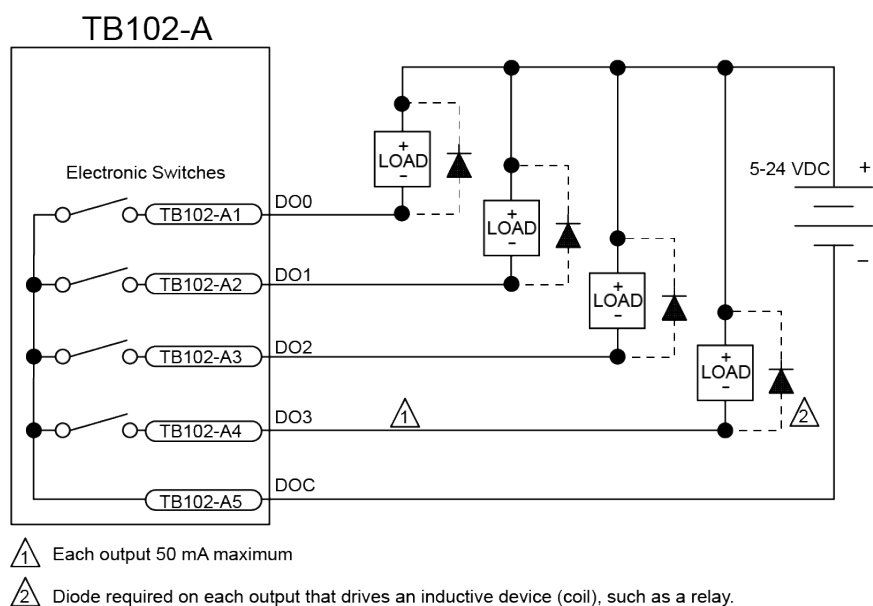 TB102-A
Electronic Switches
5-24 VDC
+
−
+
LOAD
−
+
LOAD
−
+
LOAD
−
+
LOAD
−
TB102-A1
DO0
TB102-A2
DO1
TB102-A3
DO2
TB102-A4
DO3
1
2
TB102-A5
DOC
1 Each output 50 mA maximum
2 Diode required on each output that drives an inductive device (coil), such as a relay.